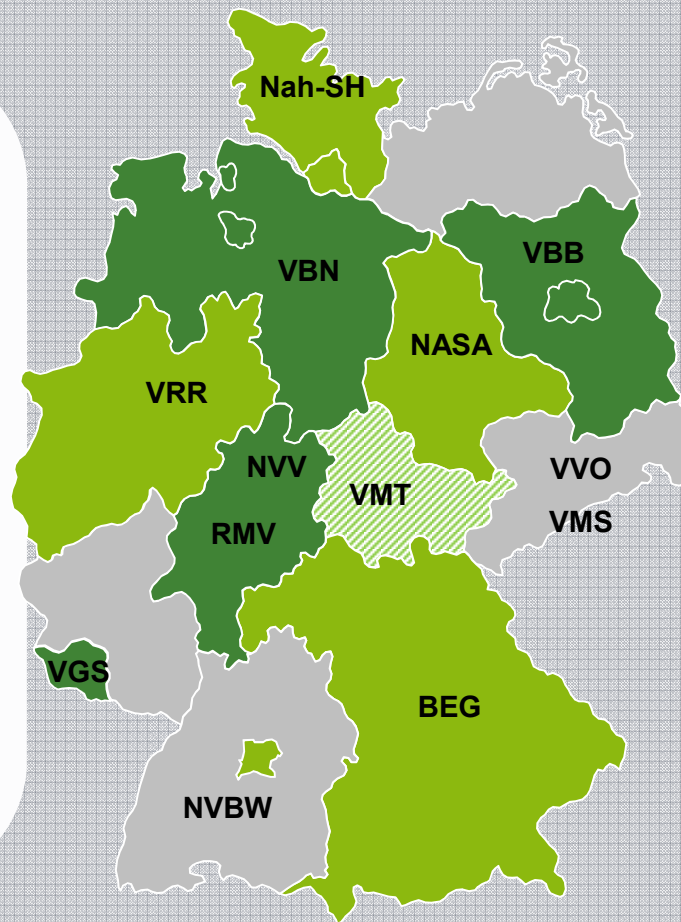 Nah-SH
VBN
VBB
NASA
VRR
NVV
VMT
VVO
RMV
VMS
VGS
BEG
NVBW